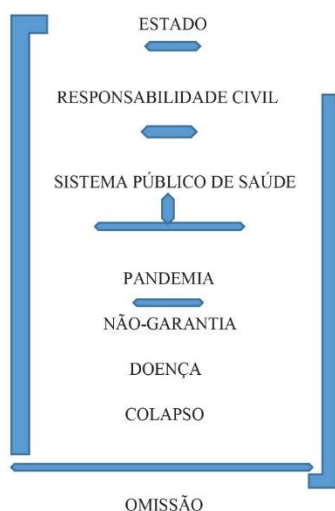 ESTADO
RESPONSABILIDADE CIVIL
SISTEMA PÚBLICO DE SAÚDE
PANDEMIA
NÃO-GARANTIA
DOENÇA
COLAPSO
OMISSÃO